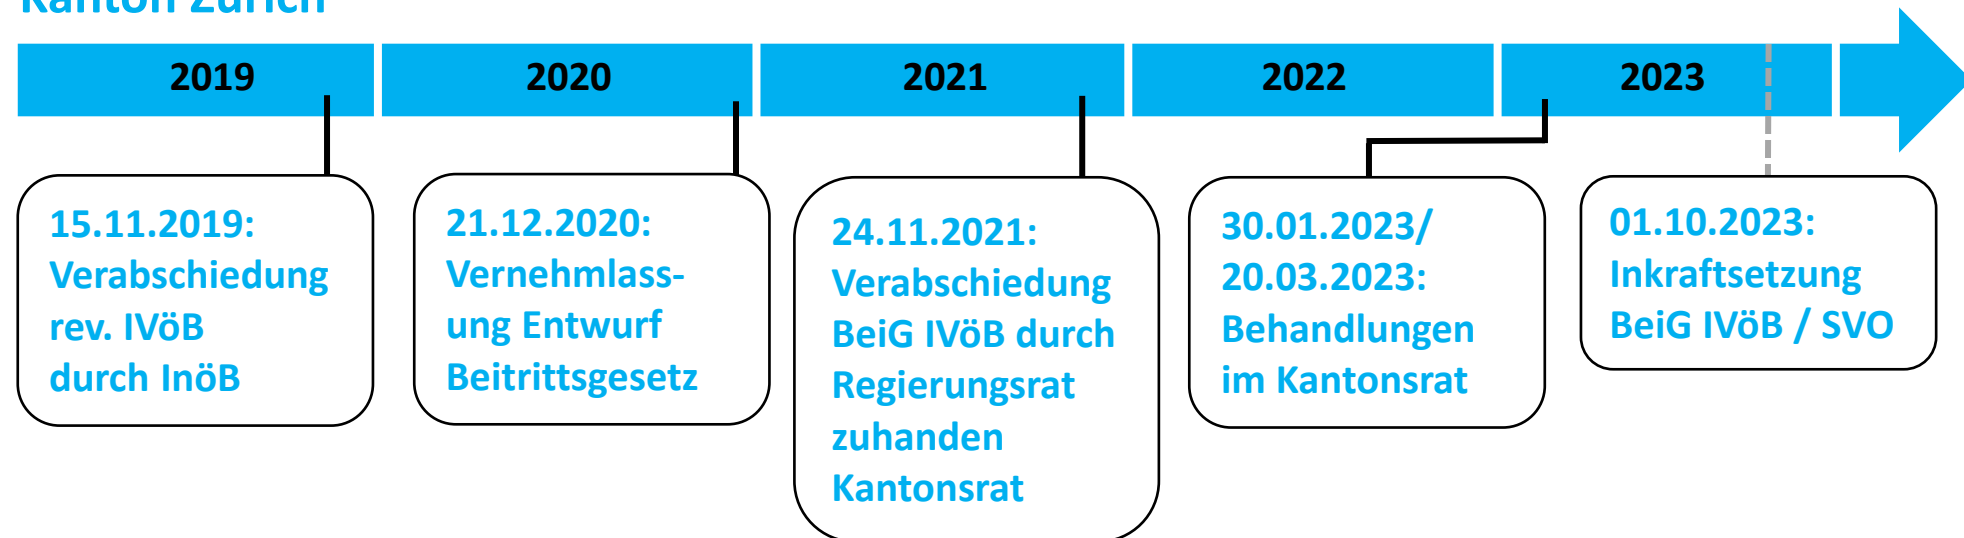 Kanton Zürich
2019
2020
2021
2022
2023
15.11.2019:
Verabschiedung
rev. IVöB
durch InöB
21.12.2020:
Vernehmlass-
ung Entwurf
Beitrittsgesetz
24.11.2021:
Verabschiedung
BeiG IVöB durch
Regierungsrat
zuhanden
Kantonsrat
30.01.2023/
20.03.2023:
Behandlungen
im Kantonsrat
01.10.2023:
Inkraftsetzung
BeiG IVöB / SVO